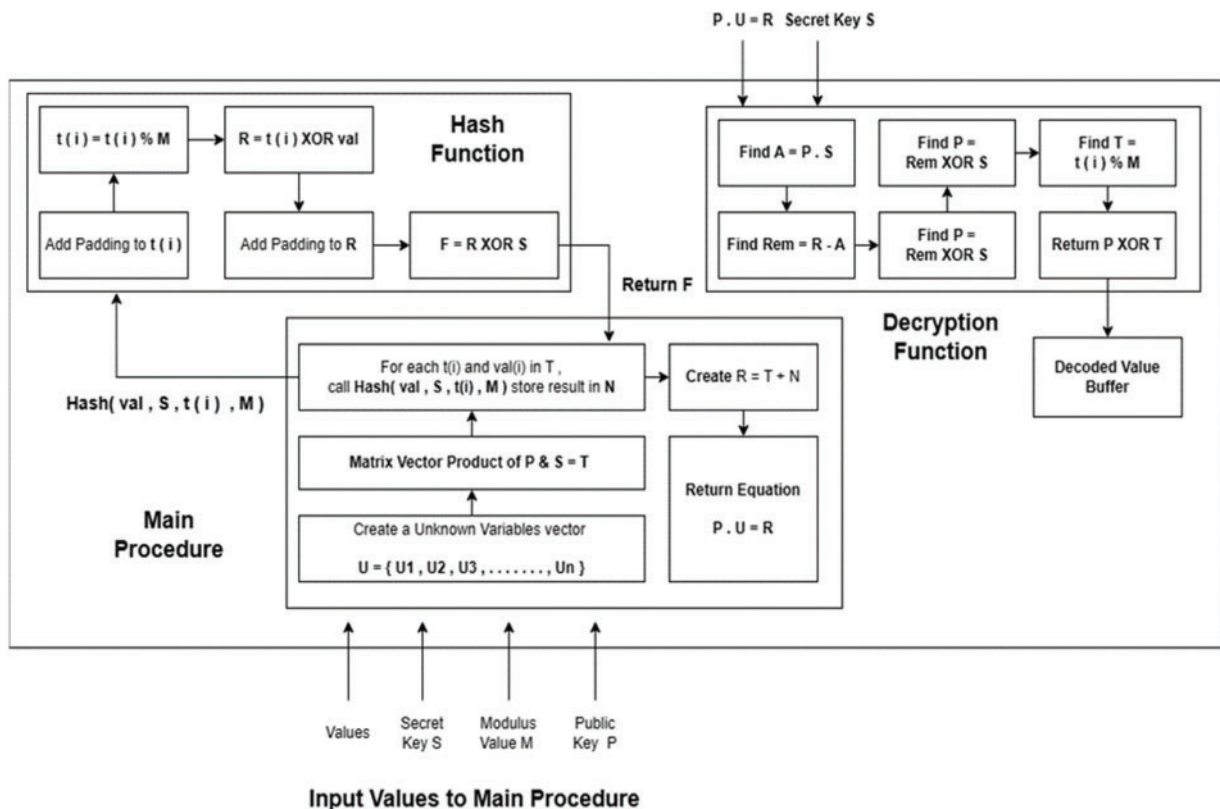 P . U = R Secret Key S
t ( i ) = t ( i ) % M
R = t ( i ) XOR val
Hash
Function
Add Padding to t ( i )
Add Padding to R
F = R XOR S
Find A = P . S
Find P =
Rem XOR S
Find T =
t ( i ) % M
Find Rem = R - A
Find P =
Rem XOR S
Return P XOR T
Return F
Decryption
Function
Decoded Value
Buffer
Hash( val , S , t ( i ) , M )
For each t(i) and val(i) in T ,
call Hash( val , S , t(i) , M ) store result in N
Create R = T + N
Matrix Vector Product of P & S = T
Return Equation
P . U = R
Main
Procedure
Create a Unknown Variables vector
U = { U1 , U2 , U3 , . . . . . . . , Un }
Values
Secret
Key S
Modulus
Value M
Public
Key P
Input Values to Main Procedure